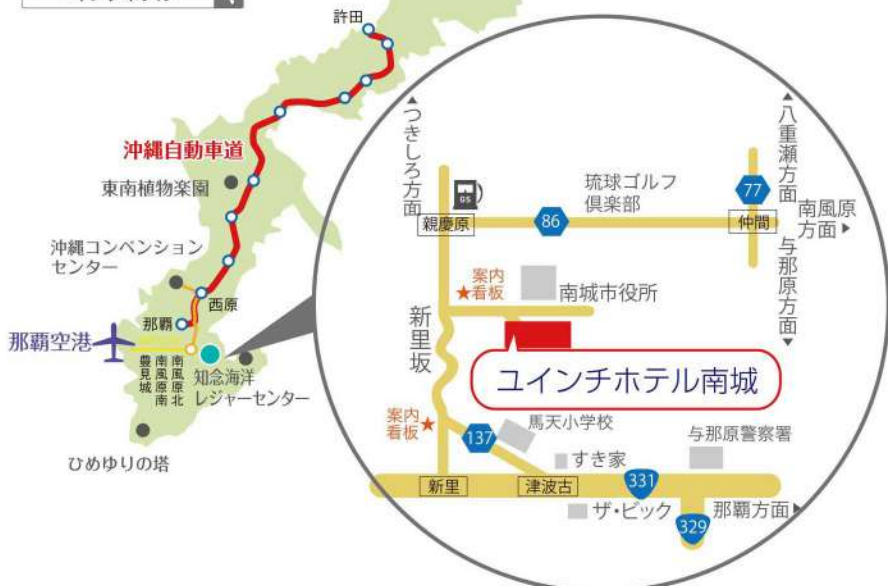 許田
沖縄自動車道
東南植物楽園
沖縄コンベンション
センター
西原
那覇
那覇空港
豊見城
南風原南
南風原北
知念海洋
レジャーセンター
ひめゆりの塔
▲つきしろ方面
GS
親慶原
86
琉球ゴルフ
倶楽部
▲八重瀬方面
77
仲間
南風原
方面▶
与那原方面▼
案内
★看板
南城市役所
新里坂
ユインチホテル南城
案内
看板★
137
馬天小学校
与那原警察署
すき家
新里
津波古
331
ザ・ビック
那覇方面▶
329